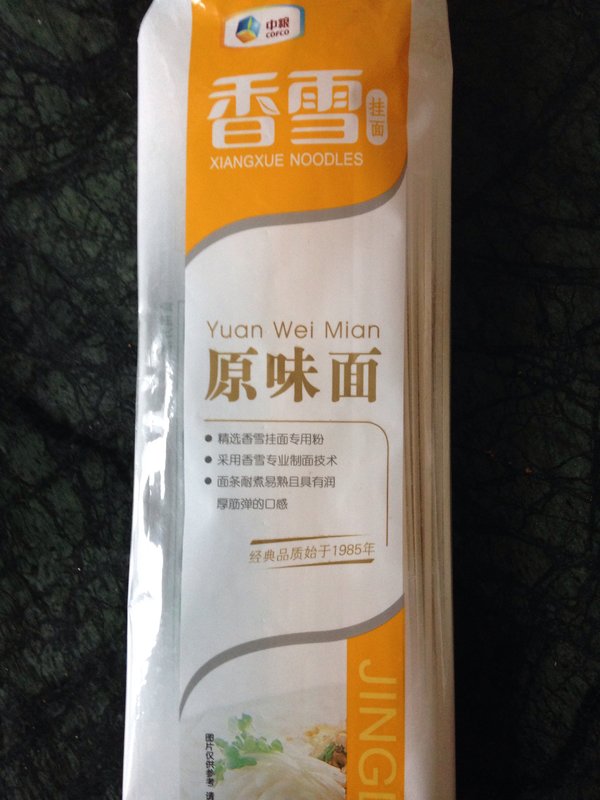 中粮
COFCO
香雪
挂面
XIANGXUE NOODLES
Yuan Wei Mian
原味面
● 精选香雪挂面专用粉
● 采用香雪专业制面技术
● 面条耐煮易熟且具有润
厚筋弹的口感
经典品质始于1985年
JING
图片仅供参考 请